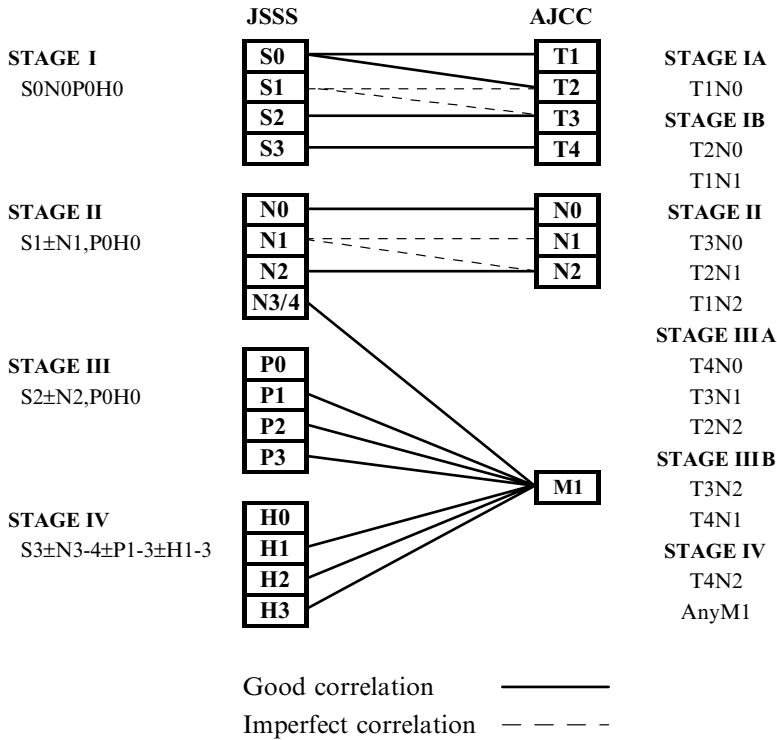 JSSS AJCC
STAGE I S0 T1 STAGE IA
S0N0P0H0 S1 T2 T1N0
S2 T3 STAGE IB
S3 T4 T2N0
T1N1
STAGE II N0 N0 STAGE II
S1±N1,P0H0 N1 N1 T3N0
N2 N2 T2N1
N3/4 T1N2
STAGE IIIA
STAGE III P0 T4N0
S2±N2,P0H0 P1 T3N1
P2 T2N2
P3 STAGE IIIB
M1 T3N2
STAGE IV H0 T4N1
S3±N3-4±P1-3±H1-3 H1 STAGE IV
H2 T4N2
H3 AnyM1
Good correlation
Imperfect correlation